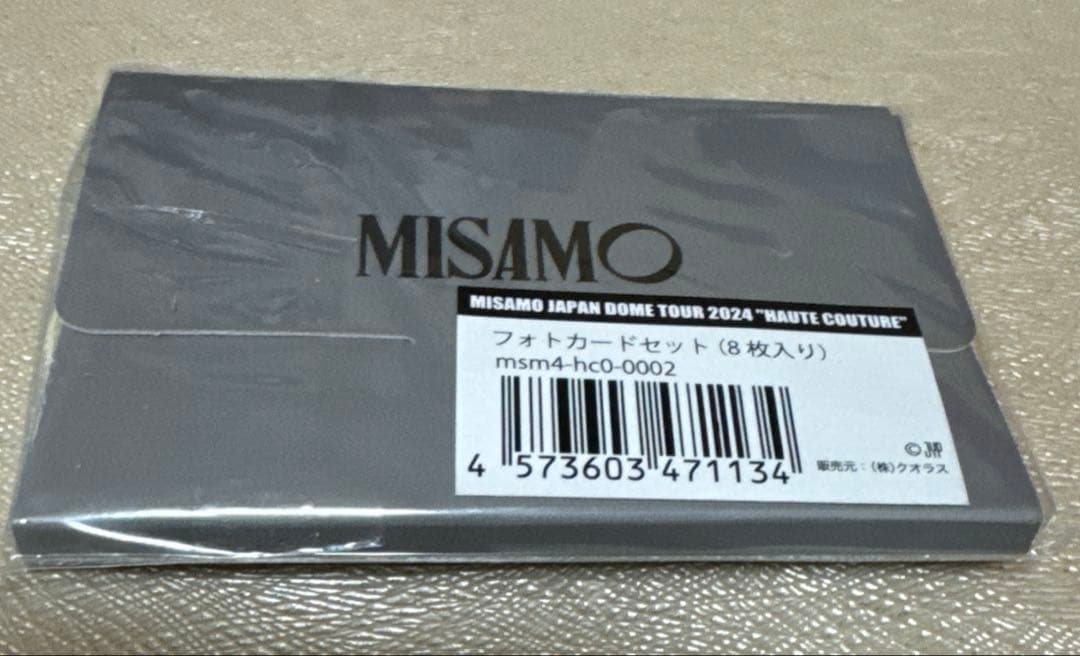 MISAMO
MISAMO JAPAN DOME TOUR 2024 "HAUTE COUTURE"
フォトカードセット（8枚入り）
msm4-hc0-0002
4 573603 471134
©JYP
販売元：（株）クオラス